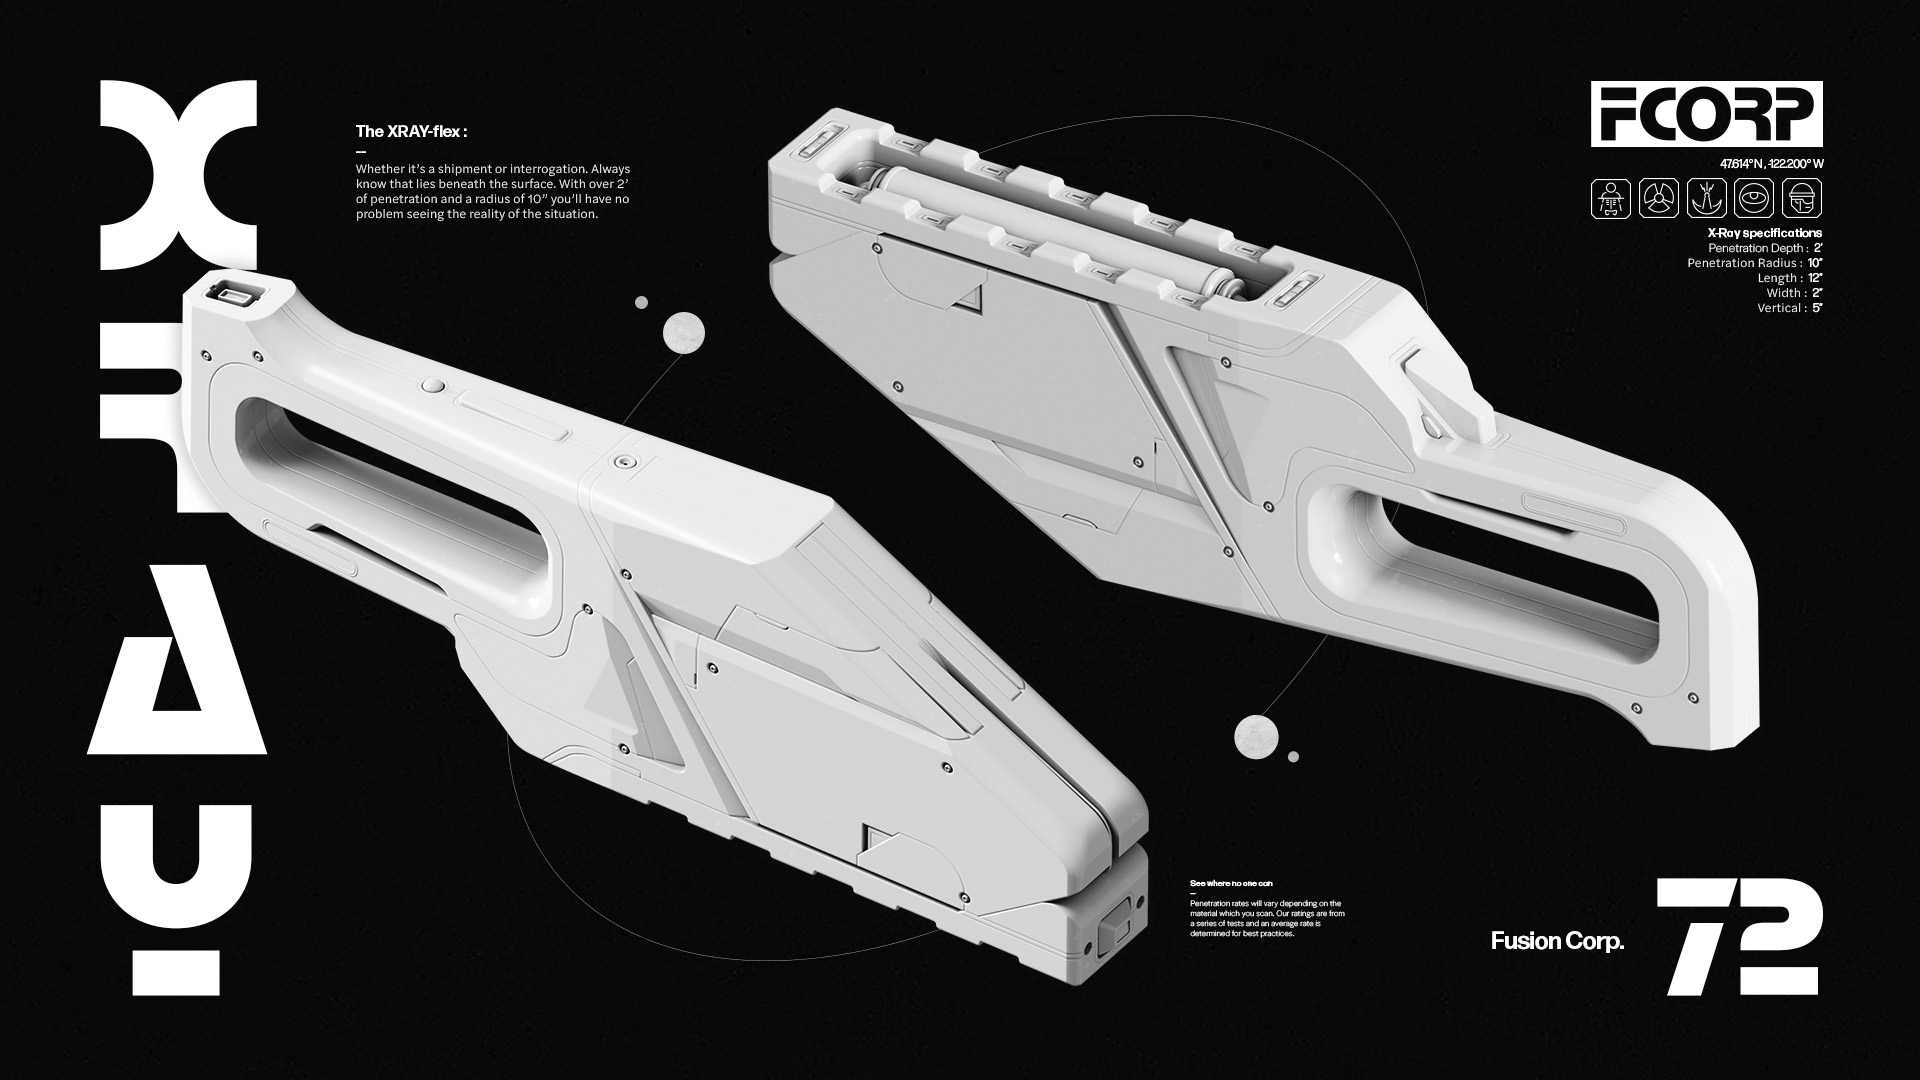 XRAY
The XRAY-flex :
Whether it's a shipment or interrogation. Always
know that lies beneath the surface. With over 2'
of penetration and a radius of 10" you'll have no
problem seeing the reality of the situation.
FCORP
47.614° N, -122.200° W
X-Ray specifications
Penetration Depth : 2'
Penetration Radius : 10"
Length : 12"
Width : 2"
Vertical : 5"
See where no one can
Penetration rates will vary depending on the
material which you scan. Our ratings are from
a series of tests and an average rate is
determined for best practices.
Fusion Corp.
72